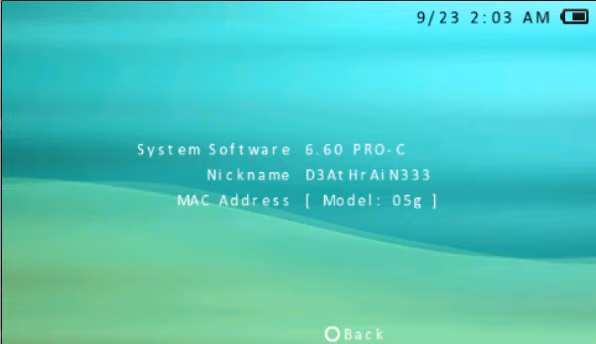 9/23 2:03 AM
System Software 6.60 PRO-C
Nickname D3AtHrAiN333
MAC Address [ Model: 05g ]
Back